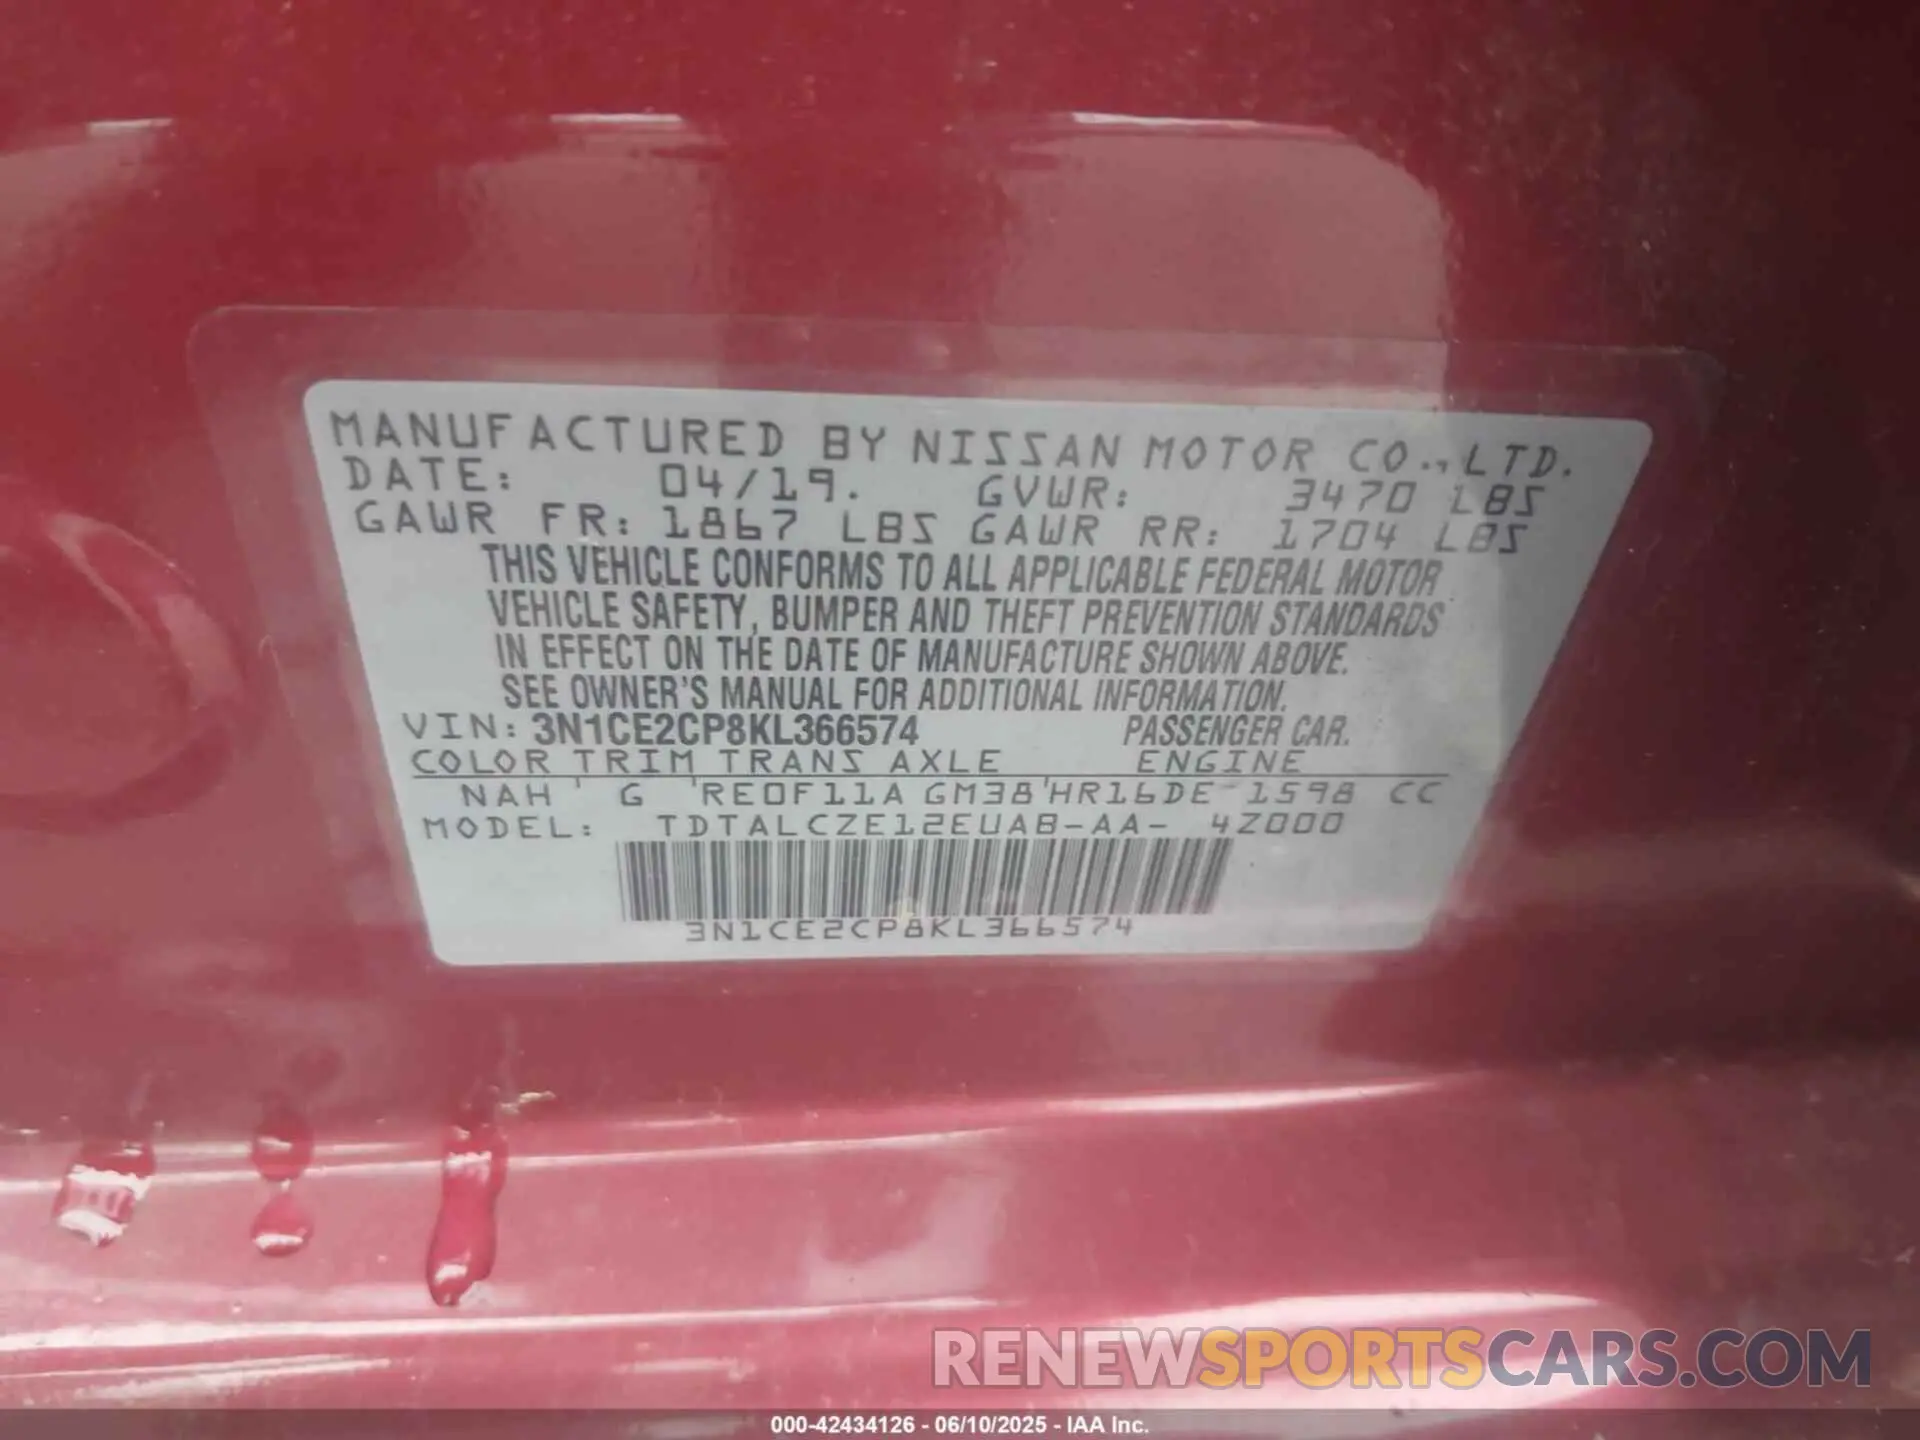 MANUFACTURED BY NISSAN MOTOR CO., LTD.
DATE: 04/19. GVWR: 3470 LBS
GAWR FR: 1867 LBS GAWR RR: 1704 LBS
THIS VEHICLE CONFORMS TO ALL APPLICABLE FEDERAL MOTOR
VEHICLE SAFETY, BUMPER AND THEFT PREVENTION STANDARDS
IN EFFECT ON THE DATE OF MANUFACTURE SHOWN ABOVE.
SEE OWNER'S MANUAL FOR ADDITIONAL INFORMATION.
VIN: 3N1CE2CP8KL366574 PASSENGER CAR.
COLOR TRIM TRANS AXLE ENGINE
NAH ' G 'RE0F11A GM38'HR16DE-1598 CC
MODEL: TDTALCZE12EUAB-AA- 4Z000
3N1CE2CP8KL366574
RENEWSPORTSCARS.COM
000-42434126 - 06/10/2025 - IAA Inc.